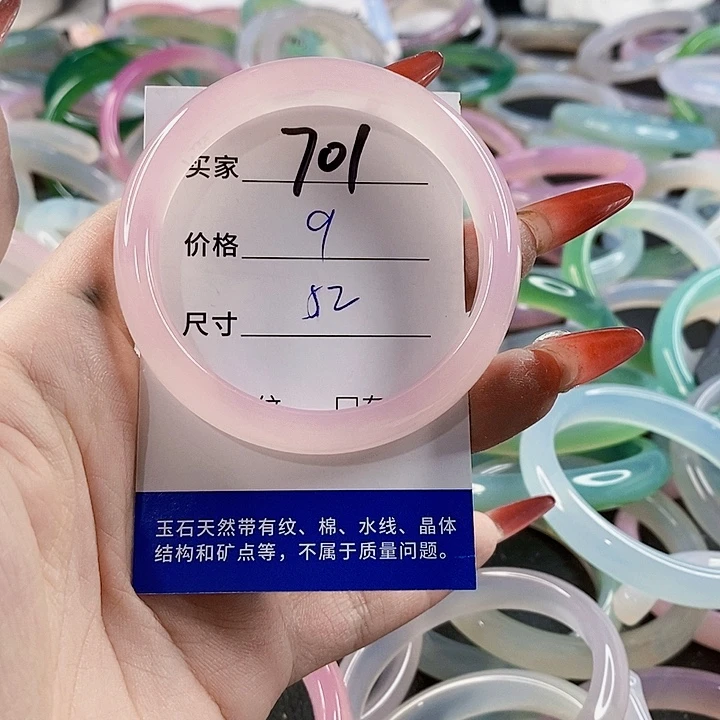 买家 701
价格 9
尺寸 52
纹
玉石天然带有纹、棉、水线、晶体
结构和矿点等，不属于质量问题。